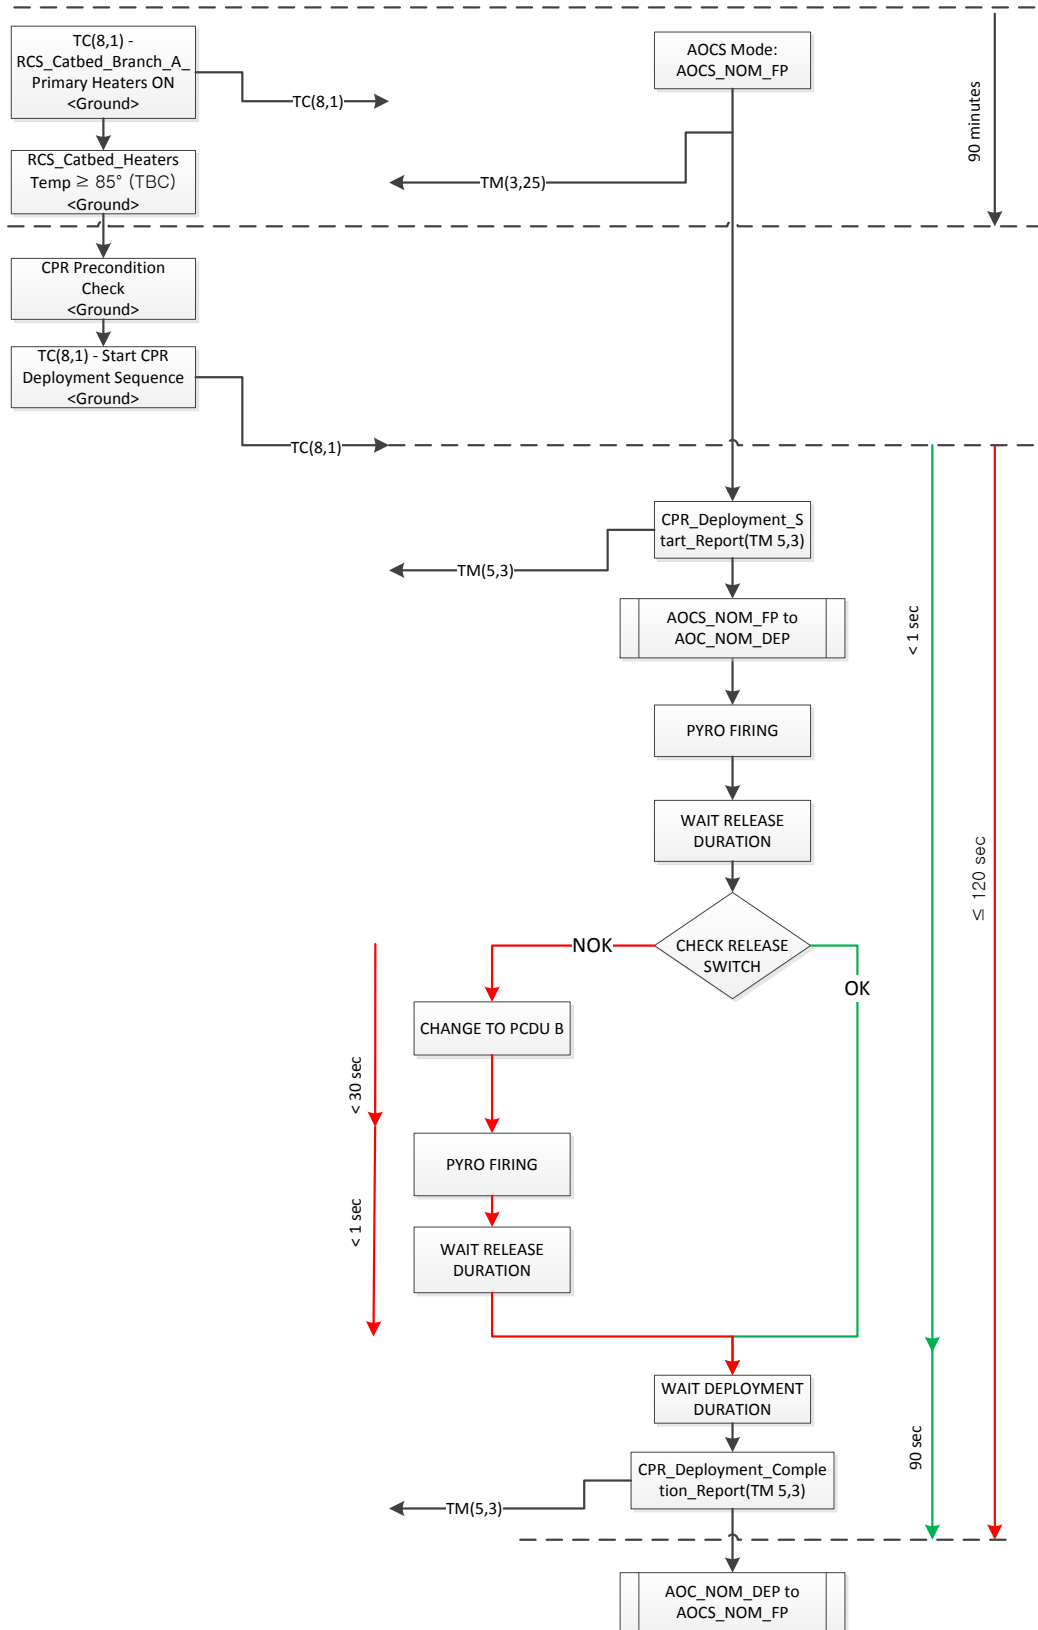 TC(8,1) -
RCS_Catbed_Branch_A_
Primary Heaters ON
<Ground>
TC(8,1)
AOCS Mode:
AOCS_NOM_FP
90 minutes
RCS_Catbed_Heaters
Temp ≥ 85° (TBC)
<Ground>
TM(3,25)
CPR Precondition
Check
<Ground>
TC(8,1) - Start CPR
Deployment Sequence
<Ground>
TC(8,1)
CPR_Deployment_S
tart_Report(TM 5,3)
TM(5,3)
AOCS_NOM_FP to
AOC_NOM_DEP
< 1 sec
PYRO FIRING
WAIT RELEASE
DURATION
≤ 120 sec
CHECK RELEASE
SWITCH
NOK
OK
CHANGE TO PCDU B
< 30 sec
PYRO FIRING
< 1 sec
WAIT RELEASE
DURATION
WAIT DEPLOYMENT
DURATION
90 sec
CPR_Deployment_Comple
tion_Report(TM 5,3)
TM(5,3)
AOC_NOM_DEP to
AOCS_NOM_FP